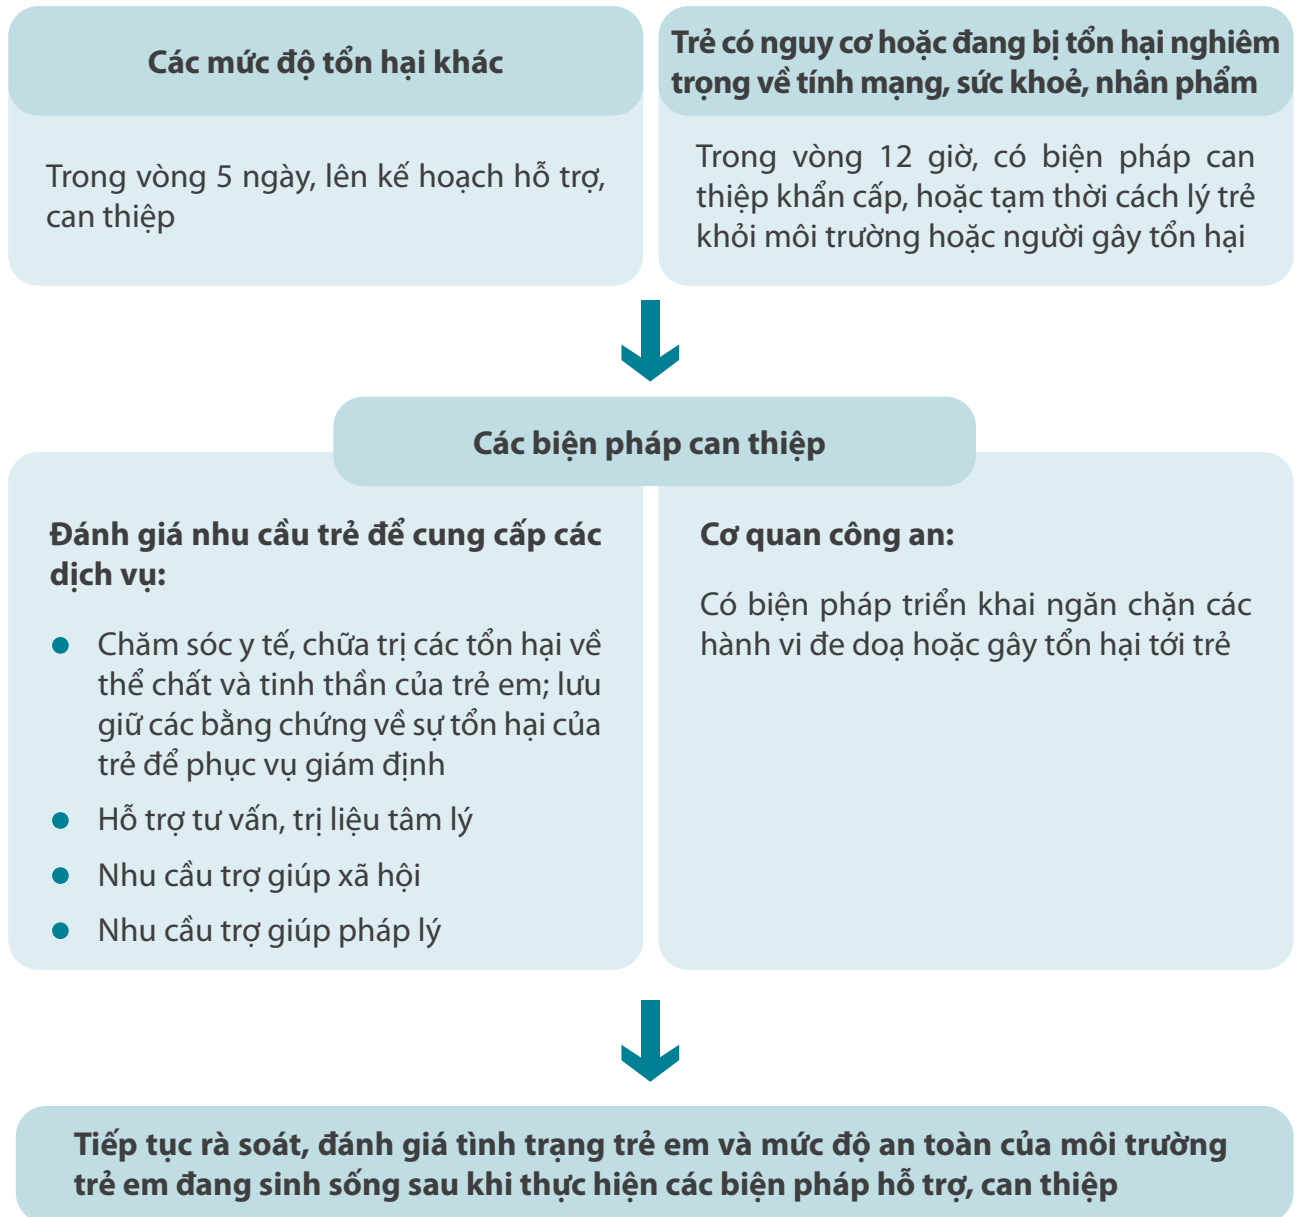 Các mức độ tổn hại khác
Trong vòng 5 ngày, lên kế hoạch hỗ trợ,
can thiệp
Trẻ có nguy cơ hoặc đang bị tổn hại nghiêm
trọng về tính mạng, sức khoẻ, nhân phẩm
Trong vòng 12 giờ, có biện pháp can
thiệp khẩn cấp, hoặc tạm thời cách lý trẻ
khỏi môi trường hoặc người gây tổn hại
Các biện pháp can thiệp
Đánh giá nhu cầu trẻ để cung cấp các
dịch vụ:
Chăm sóc y tế, chữa trị các tổn hại về
thể chất và tinh thần của trẻ em; lưu
giữ các bằng chứng về sự tổn hại của
trẻ để phục vụ giám định
Hỗ trợ tư vấn, trị liệu tâm lý
Nhu cầu trợ giúp xã hội
Nhu cầu trợ giúp pháp lý
Cơ quan công an:
Có biện pháp triển khai ngăn chặn các
hành vi đe doạ hoặc gây tổn hại tới trẻ
Tiếp tục rà soát, đánh giá tình trạng trẻ em và mức độ an toàn của môi trường
trẻ em đang sinh sống sau khi thực hiện các biện pháp hỗ trợ, can thiệp